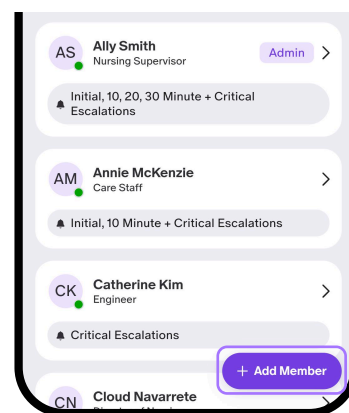 AS
Ally Smith
Nursing Supervisor
Admin
Initial, 10, 20, 30 Minute + Critical
Escalations
AM
Annie McKenzie
Care Staff
Initial, 10 Minute + Critical Escalations
CK
Catherine Kim
Engineer
Critical Escalations
+ Add Member
CN
Cloud Navarrete